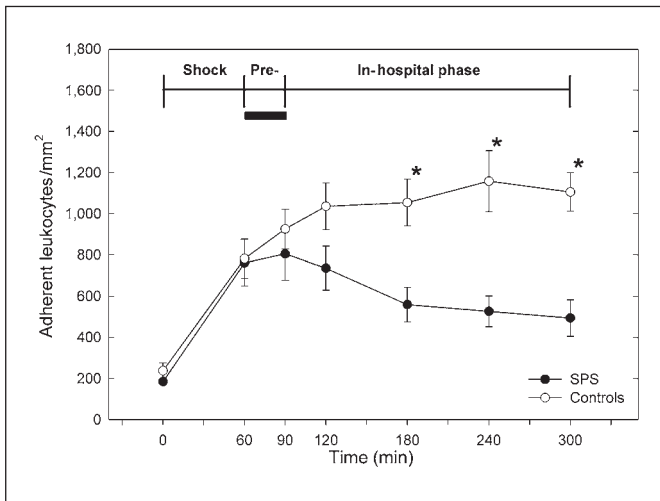 1,800
1,600
1,400
1,200
1,000
800
600
400
200
0
Adherent leukocytes/mm²
Shock Pre- In-hospital phase
* * *
SPS
Controls
0 60 90 120 180 240 300
Time (min)